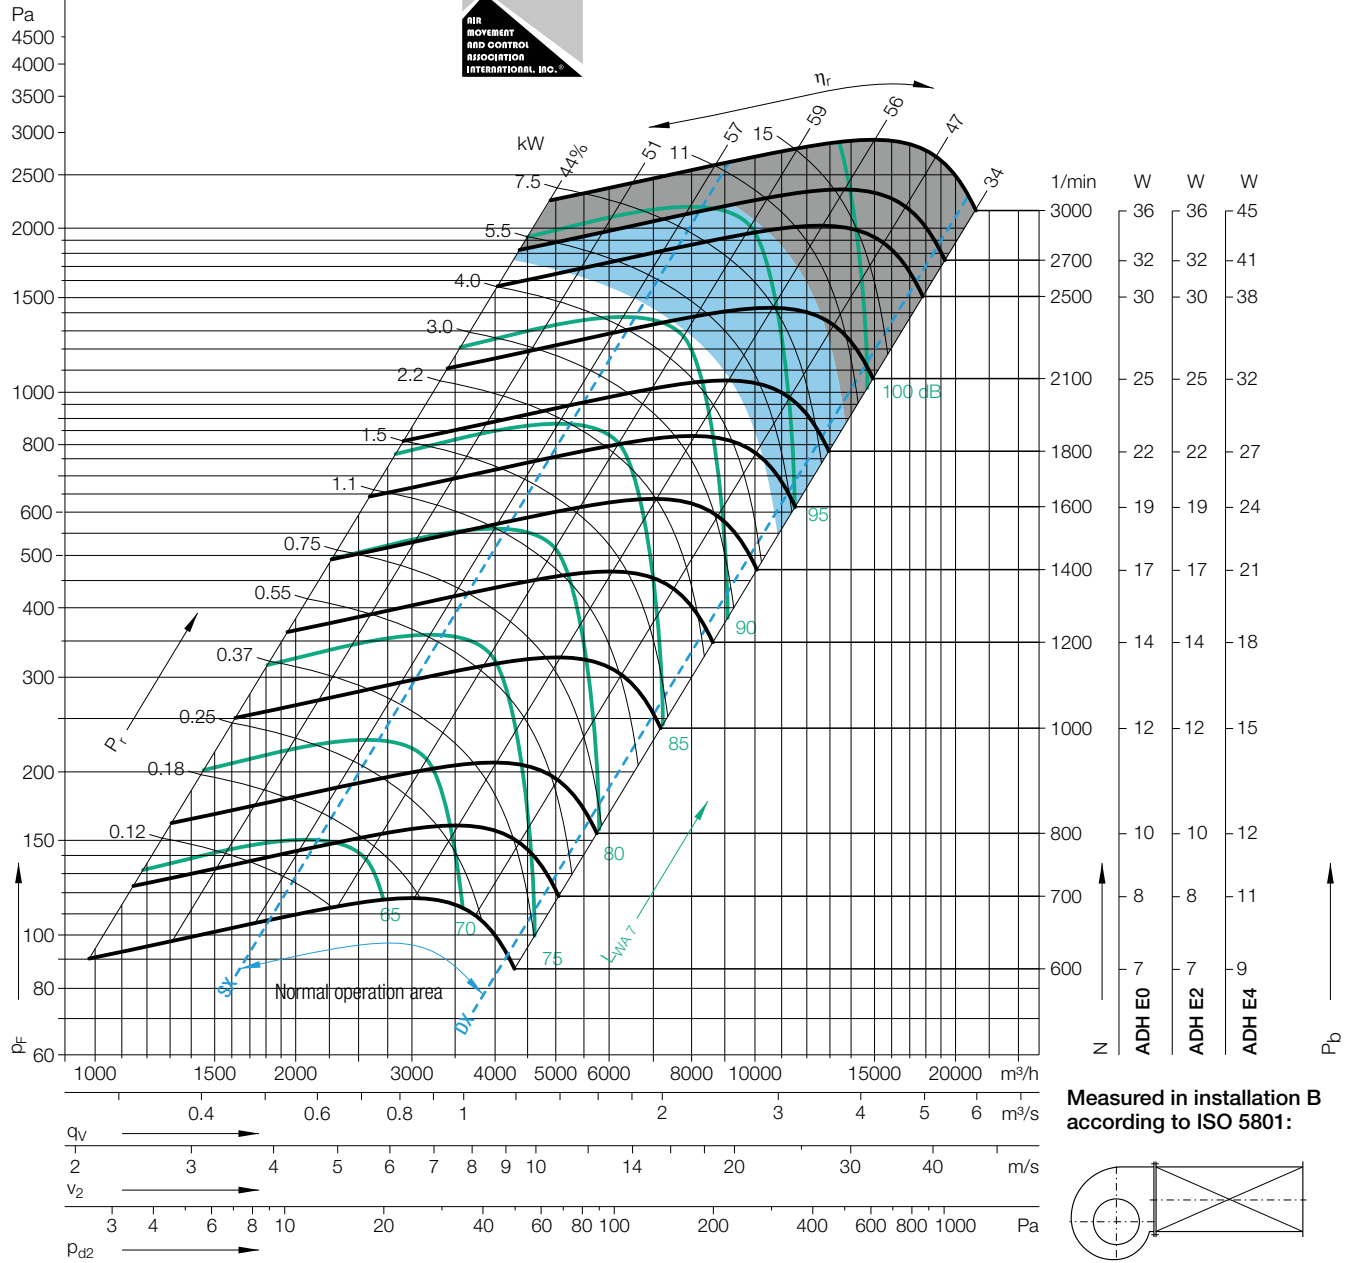 Pa
4500
4000
3500
3000
2500
2000
1500
1000
800
600
500
400
300
200
150
100
80
60
pF
AIR
MOVEMENT
AND CONTROL
ASSOCIATION
INTERNATIONAL, INC.®
ηr
kW
44%
51
57
59
56
47
34
15
11
7.5
5.5
4.0
3.0
2.2
1.5
1.1
0.75
0.55
0.37
0.25
0.18
0.12
Pr
100 dB
95
90
85
80
75
70
65
LWA 7
SX
Normal operation area
DX
1/min W W W
3000 36 36 45
2700 32 32 41
2500 30 30 38
2100 25 25 32
1800 22 22 27
1600 19 19 24
1400 17 17 21
1200 14 14 18
1000 12 12 15
800 10 10 12
700 8 8 11
600 7 7 9
N
ADH E0
ADH E2
ADH E4
Pb
1000 1500 2000 3000 4000 5000 6000 8000 10000 15000 20000 m³/h
0.4 0.6 0.8 1 2 3 4 5 6 m³/s
qV
2 3 4 5 6 7 8 9 10 14 20 30 40 m/s
v2
3 4 6 8 10 20 40 60 80 100 200 400 600 800 1000 Pa
pd2
Measured in installation B
according to ISO 5801: